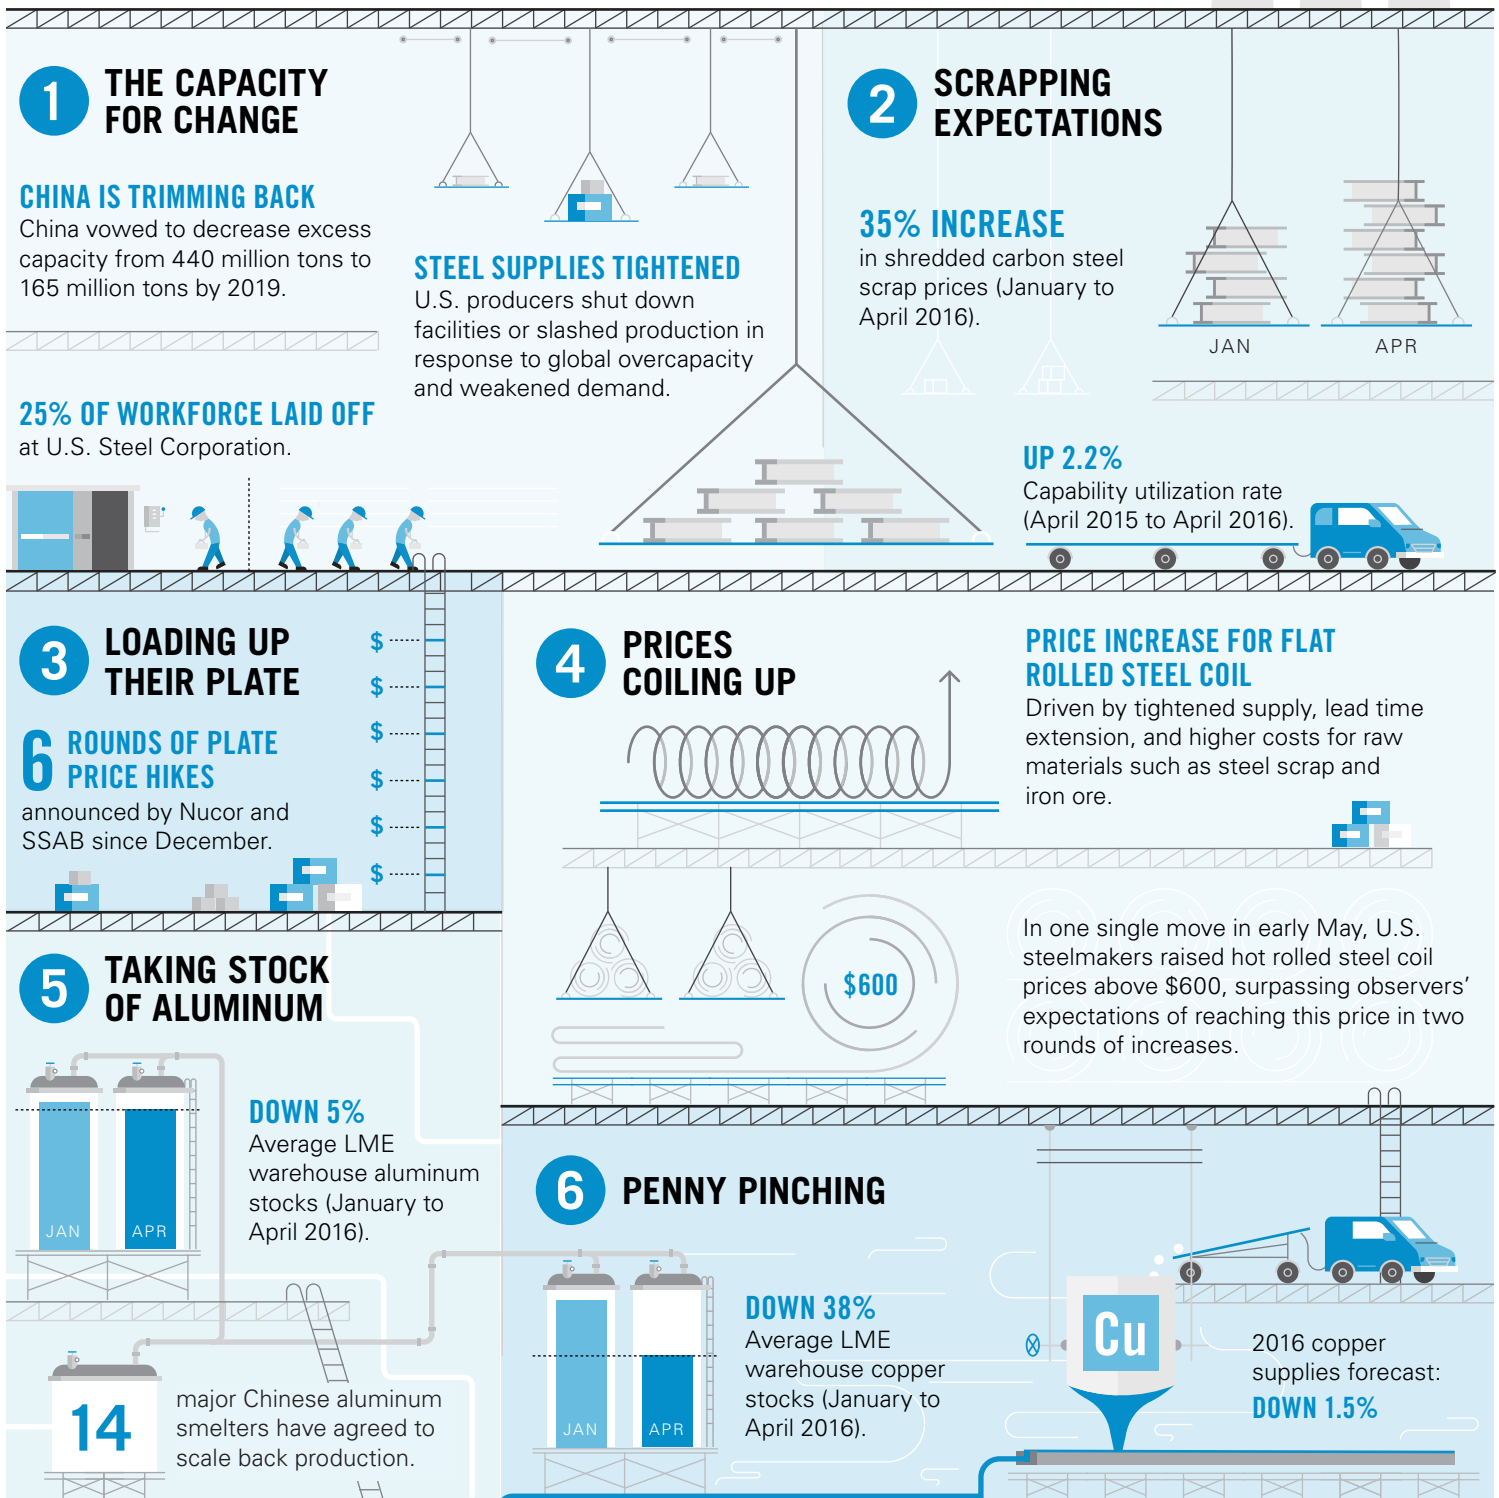 1
THE CAPACITY
FOR CHANGE
CHINA IS TRIMMING BACK
China vowed to decrease excess
capacity from 440 million tons to
165 million tons by 2019.
25% OF WORKFORCE LAID OFF
at U.S. Steel Corporation.
STEEL SUPPLIES TIGHTENED
U.S. producers shut down
facilities or slashed production in
response to global overcapacity
and weakened demand.
2
SCRAPPING
EXPECTATIONS
35% INCREASE
in shredded carbon steel
scrap prices (January to
April 2016).
JAN
APR
UP 2.2%
Capability utilization rate
(April 2015 to April 2016).
3
LOADING UP
THEIR PLATE
6 ROUNDS OF PLATE
PRICE HIKES
announced by Nucor and
SSAB since December.
$
$
$
$
$
$
4
PRICES
COILING UP
PRICE INCREASE FOR FLAT
ROLLED STEEL COIL
Driven by tightened supply, lead time
extension, and higher costs for raw
materials such as steel scrap and
iron ore.
$600
In one single move in early May, U.S.
steelmakers raised hot rolled steel coil
prices above $600, surpassing observers’
expectations of reaching this price in two
rounds of increases.
5
TAKING STOCK
OF ALUMINUM
JAN
APR
DOWN 5%
Average LME
warehouse aluminum
stocks (January to
April 2016).
14
major Chinese aluminum
smelters have agreed to
scale back production.
6
PENNY PINCHING
JAN
APR
DOWN 38%
Average LME
warehouse copper
stocks (January to
April 2016).
Cu
2016 copper
supplies forecast:
DOWN 1.5%